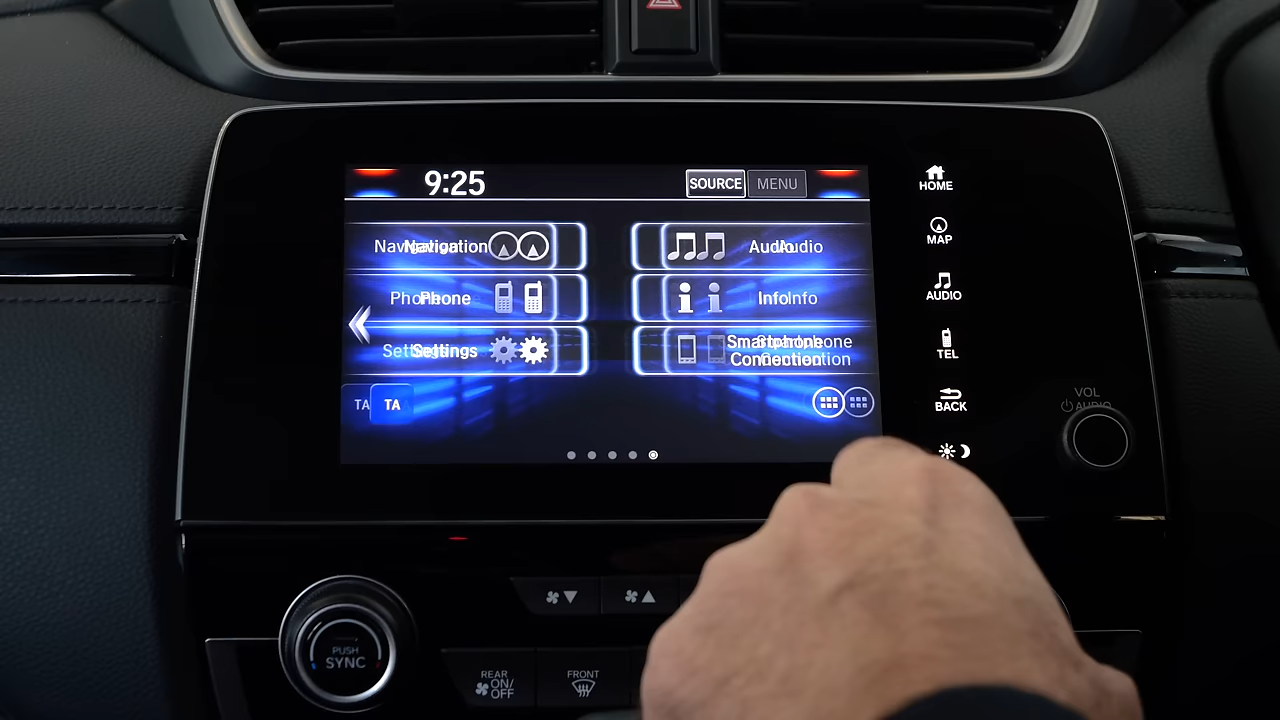 9:25
SOURCE
MENU
Navigation
Audio
Phone
Info
Settings
Smartphone
Connection
TA
TA
HOME
MAP
AUDIO
TEL
BACK
VOL
AUDIO
PUSH
SYNC
REAR
ON/
OFF
FRONT